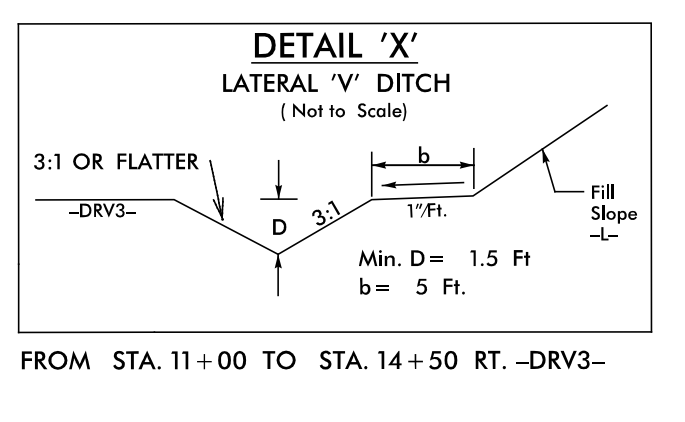 DETAIL 'X'
LATERAL 'V' DITCH
(Not to Scale)
3:1 OR FLATTER
b
–DRV3–
D
3:1
1"/Ft.
Fill
Slope
–L–
Min. D= 1.5 Ft
b= 5 Ft.
FROM STA. 11+00 TO STA. 14+50 RT. –DRV3–